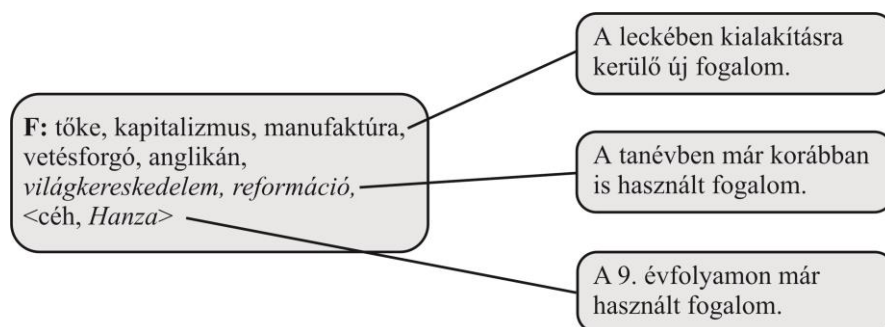 A leckében kialakításra
kerülő új fogalom.
F: tőke, kapitalizmus, manufaktúra,
vetésforgó, anglikán,
világkereskedelem, reformáció,
<céh, Hanza>
A tanévben már korábban
is használt fogalom.
A 9. évfolyamon már
használt fogalom.